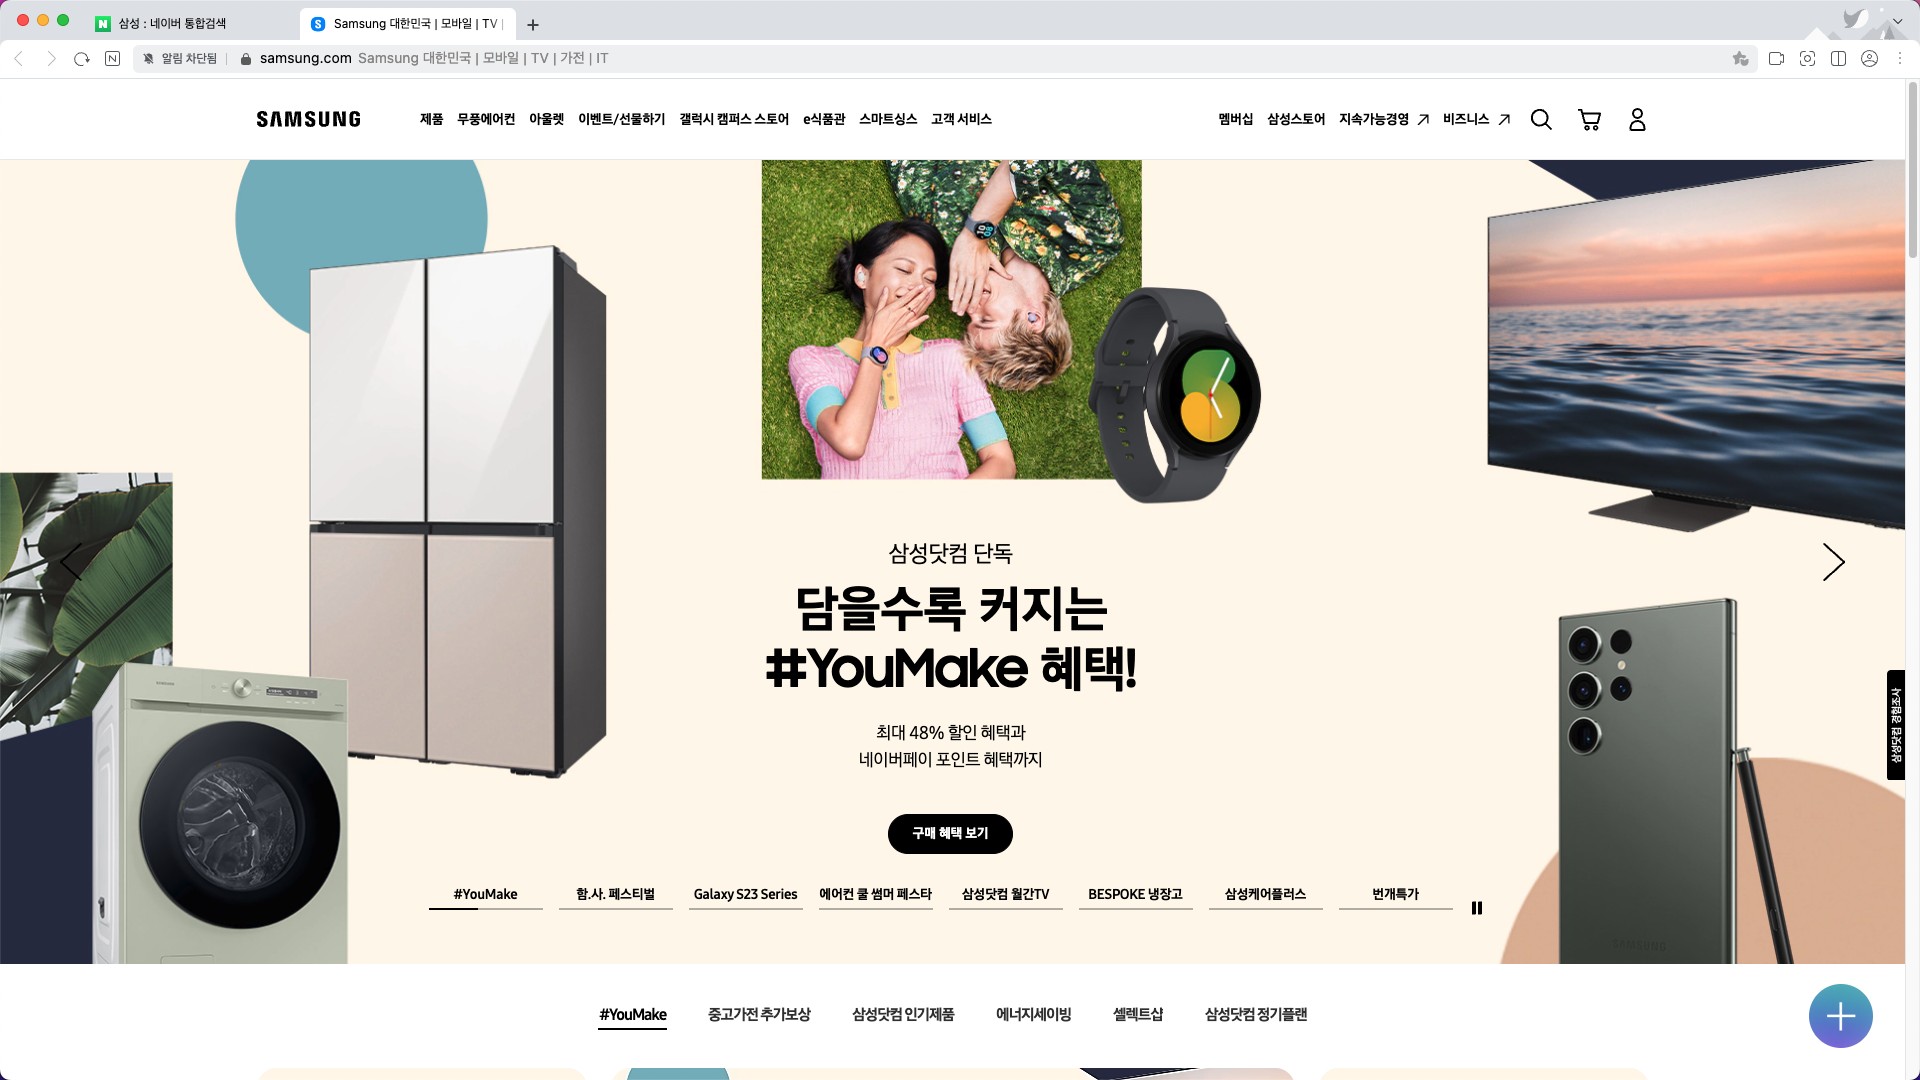 삼성 : 네이버 통합검색
Samsung 대한민국 | 모바일 | TV |
알림 차단됨
samsung.com Samsung 대한민국 | 모바일 | TV | 가전 | IT
SAMSUNG
제품 무풍에어컨 아울렛 이벤트/선물하기 갤럭시 캠퍼스 스토어 e식품관 스마트싱스 고객 서비스
멤버십 삼성스토어 지속가능경영 비즈니스
삼성닷컴 단독
담을수록 커지는
#YouMake 혜택!
최대 48% 할인 혜택과
네이버페이 포인트 혜택까지
구매 혜택 보기
삼성닷컴 경험조사
#YouMake 함.사. 페스티벌 Galaxy S23 Series 에어컨 쿨 썸머 페스타 삼성닷컴 월간TV BESPOKE 냉장고 삼성케어플러스 번개특가
SAMSUNG
#YouMake 중고가전 추가보상 삼성닷컴 인기제품 에너지세이빙 셀렉트샵 삼성닷컴 정기플랜